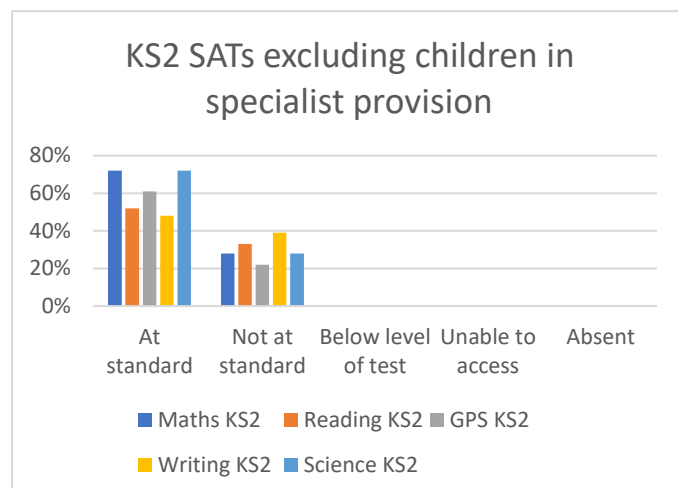 KS2 SATs excluding children in
specialist provision
80%
60%
40%
20%
0%
At
standard
Not at
standard
Below level
of test
Unable to
access
Absent
Maths KS2
Reading KS2
GPS KS2
Writing KS2
Science KS2